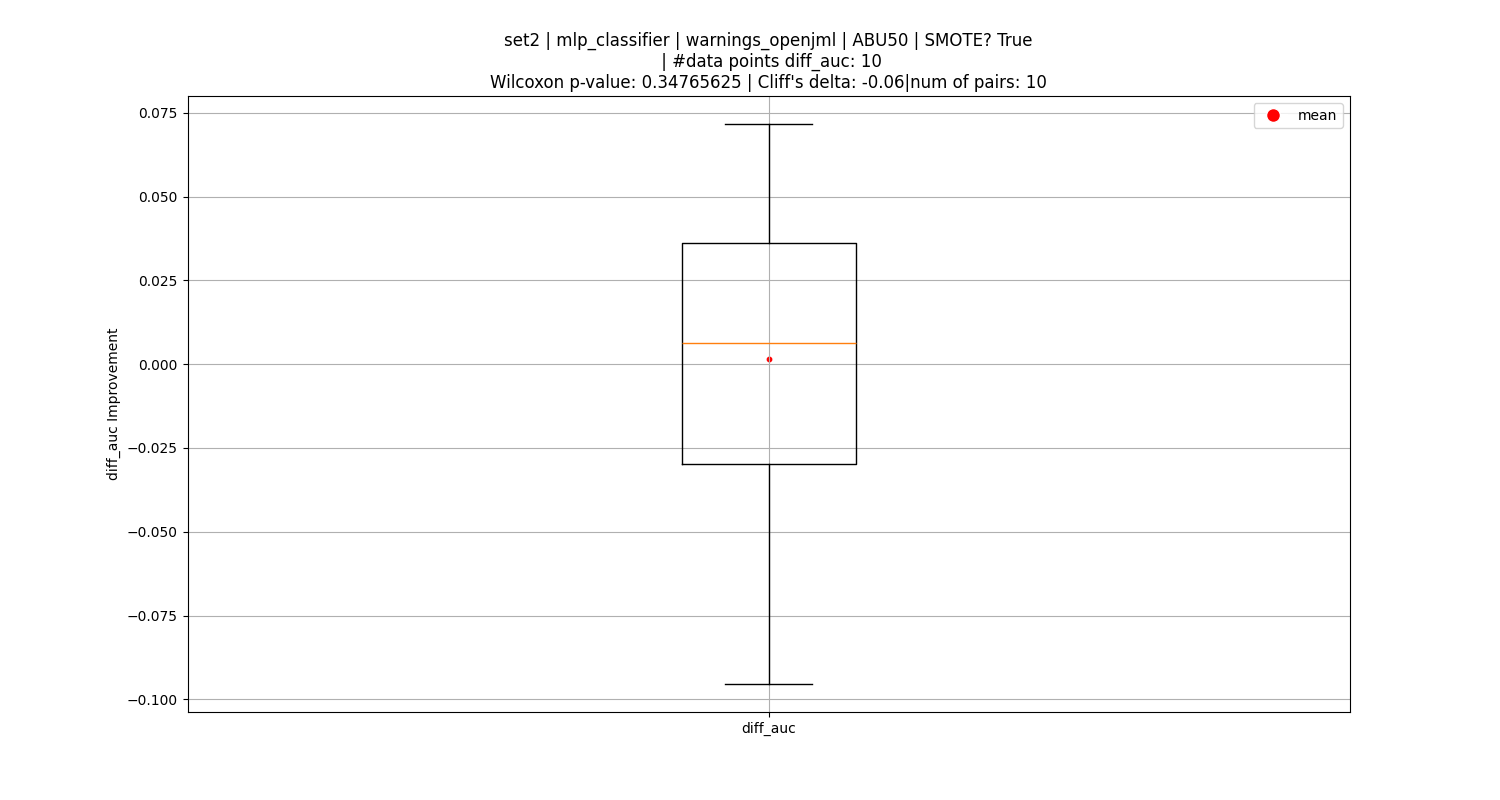 set2 | mlp_classifier | warnings_openjml | ABU50 | SMOTE? True
| #data points diff_auc: 10
Wilcoxon p-value: 0.34765625 | Cliff's delta: -0.06|num of pairs: 10
mean
diff_auc Improvement
0.075
0.050
0.025
0.000
−0.025
−0.050
−0.075
−0.100
diff_auc